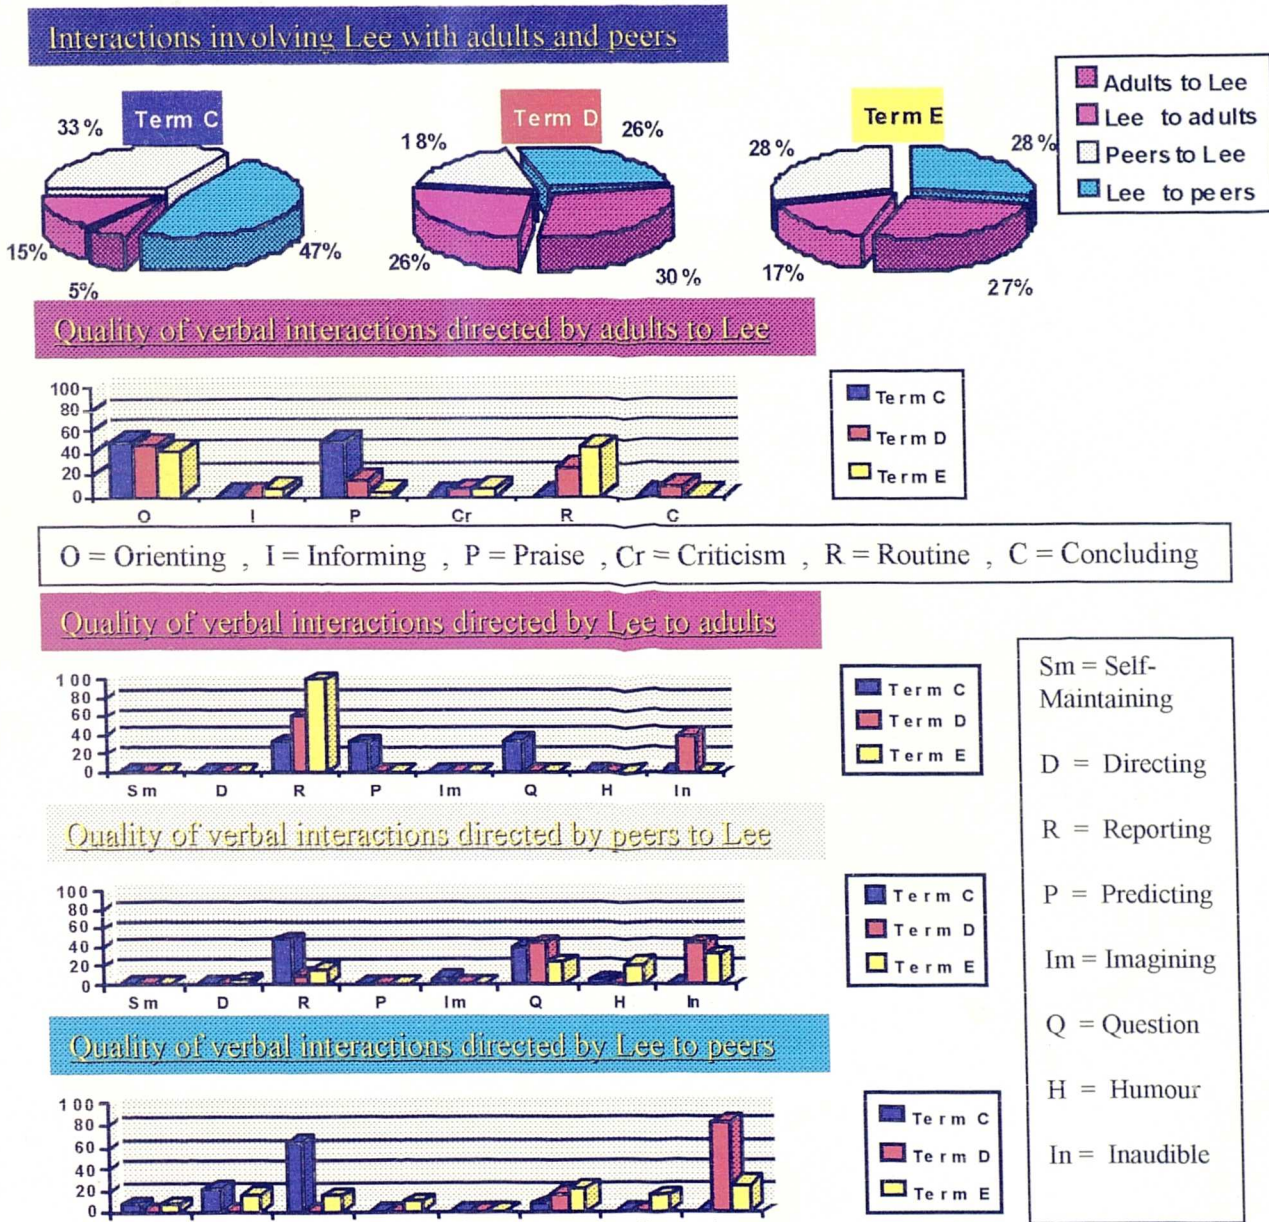 Interactions involving Lee with adults and peers
Term C
Term D
Term E
33%
47%
5%
15%
18%
26%
30%
26%
28%
28%
27%
17%
Adults to Lee
Lee to adults
Peers to Lee
Lee to peers
Quality of verbal interactions directed by adults to Lee
100
80
60
40
20
0
O I P Cr R C
Term C
Term D
Term E
O = Orienting , I = Informing , P = Praise , Cr = Criticism , R = Routine , C = Concluding
Quality of verbal interactions directed by Lee to adults
100
80
60
40
20
0
Sm D R P Im Q H In
Term C
Term D
Term E
Quality of verbal interactions directed by peers to Lee
100
80
60
40
20
0
Sm D R P Im Q H In
Term C
Term D
Term E
Quality of verbal interactions directed by Lee to peers
100
80
60
40
20
0
Term C
Term D
Term E
Sm = Self-
Maintaining
D = Directing
R = Reporting
P = Predicting
Im = Imagining
Q = Question
H = Humour
In = Inaudible